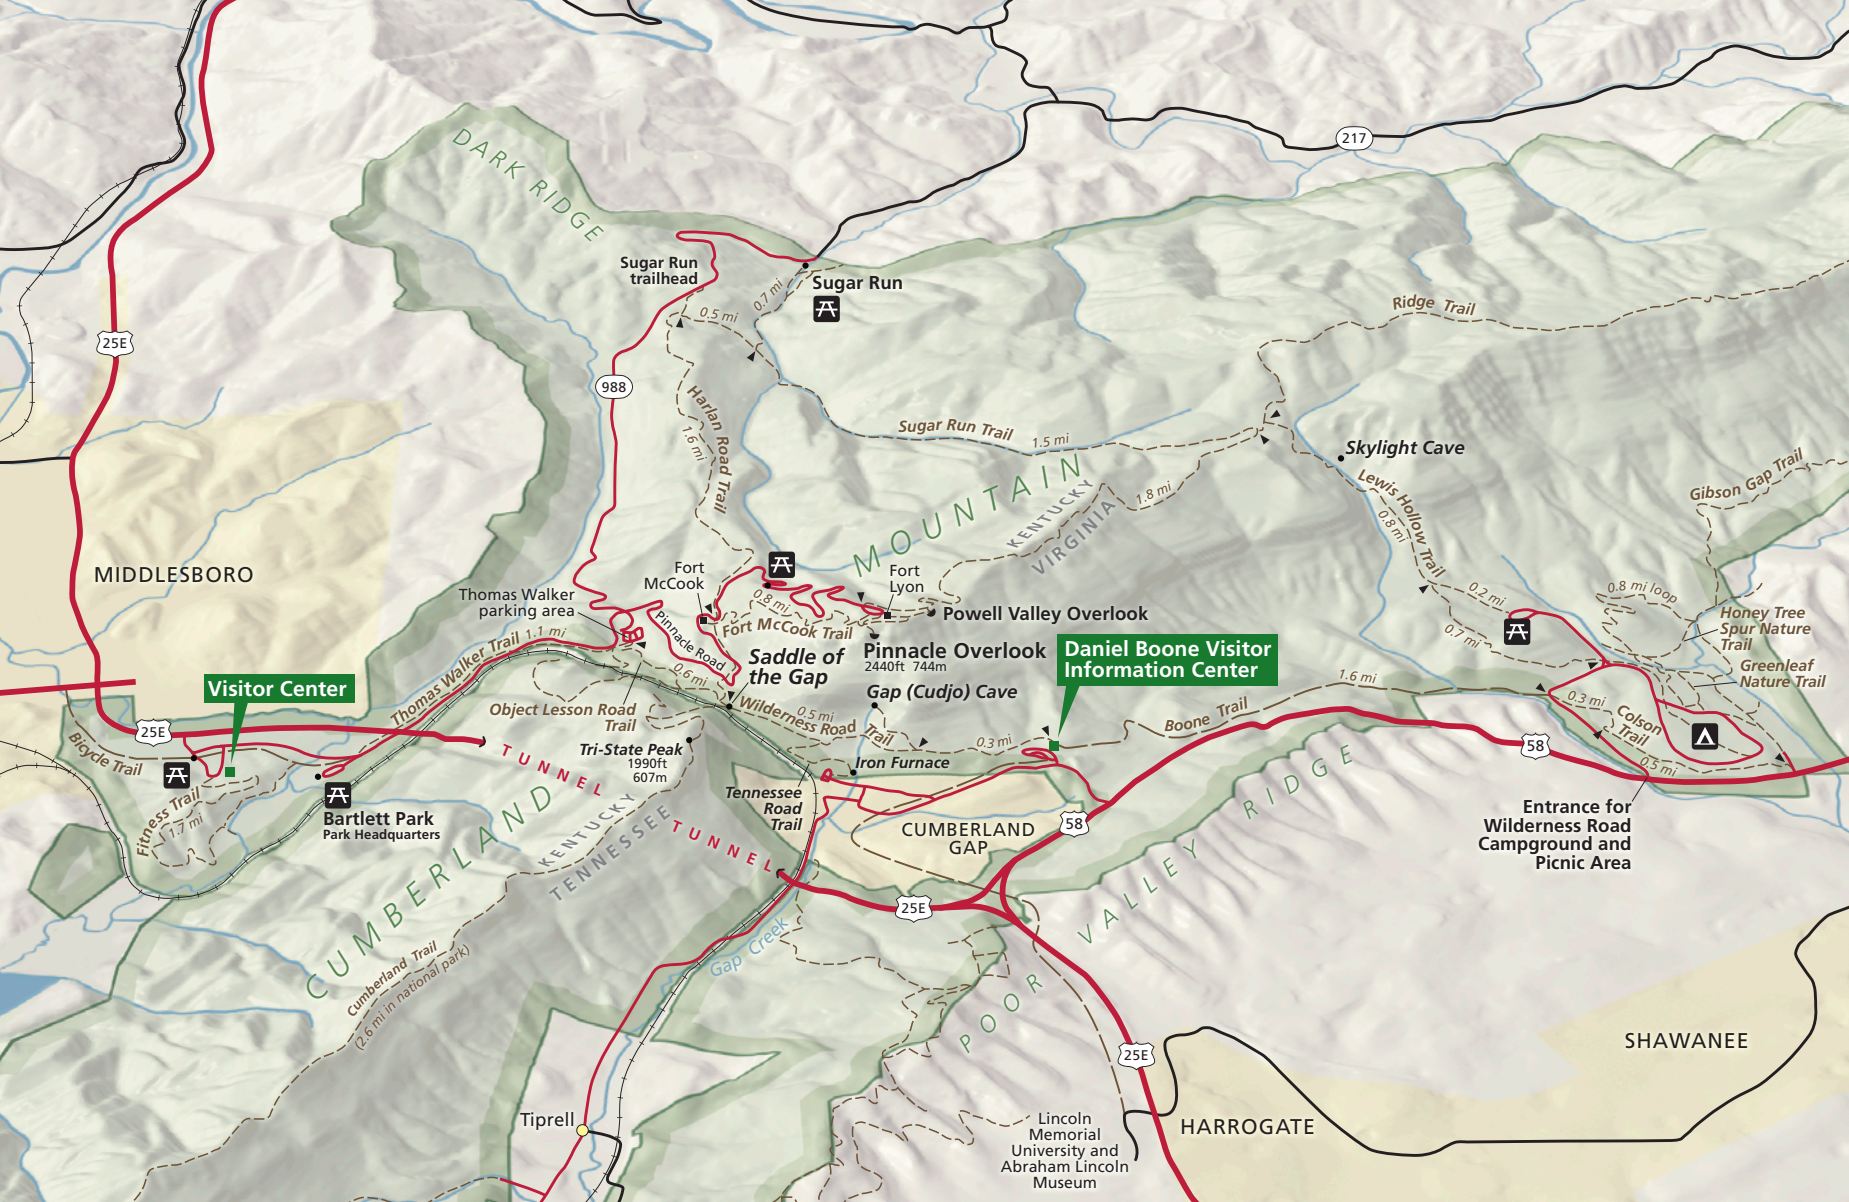 DARK RIDGE
217
Sugar Run
trailhead
Sugar Run
0.7 mi
0.5 mi
Ridge Trail
25E
988
Harlan Road Trail
1.6 mi
Sugar Run Trail
1.5 mi
Skylight Cave
Lewis Hollow Trail
0.8mi
Gibson Gap Trail
MOUNTAIN
KENTUCKY
VIRGINIA
1.8 mi
MIDDLESBORO
Fort
McCook
Fort
Lyon
Thomas Walker
parking area
0.8 mi
Fort McCook Trail
Powell Valley Overlook
0.2 mi
0.7 mi
0.8 mi loop
Honey Tree
Spur Nature
Trail
Greenleaf
Nature Trail
Thomas Walker Trail 1.1 mi
Pinnacle Road
0.6 mi
Saddle of
the Gap
Pinnacle Overlook
2440ft 744m
Daniel Boone Visitor
Information Center
Gap (Cudjo) Cave
Visitor Center
Object Lesson Road
Trail
Wilderness Road
Trail
0.5 mi
0.3 mi
Boone Trail
1.6 mi
0.3 mi
Colson
Trail
0.5 mi
25E
58
Bicycle Trail
Tri-State Peak
1990ft
607m
Iron Furnace
TUNNEL
TUNNEL
Tennessee
Road
Trail
Fitness Trail
1.7 mi
Bartlett Park
Park Headquarters
KENTUCKY
TENNESSEE
CUMBERLAND
CUMBERLAND
GAP
58
POOR VALLEY RIDGE
Entrance for
Wilderness Road
Campground and
Picnic Area
25E
Gap Creek
Cumberland Trail
(2.6 mi in national park)
25E
SHAWANEE
Tiprell
Lincoln
Memorial
University and
Abraham Lincoln
Museum
HARROGATE